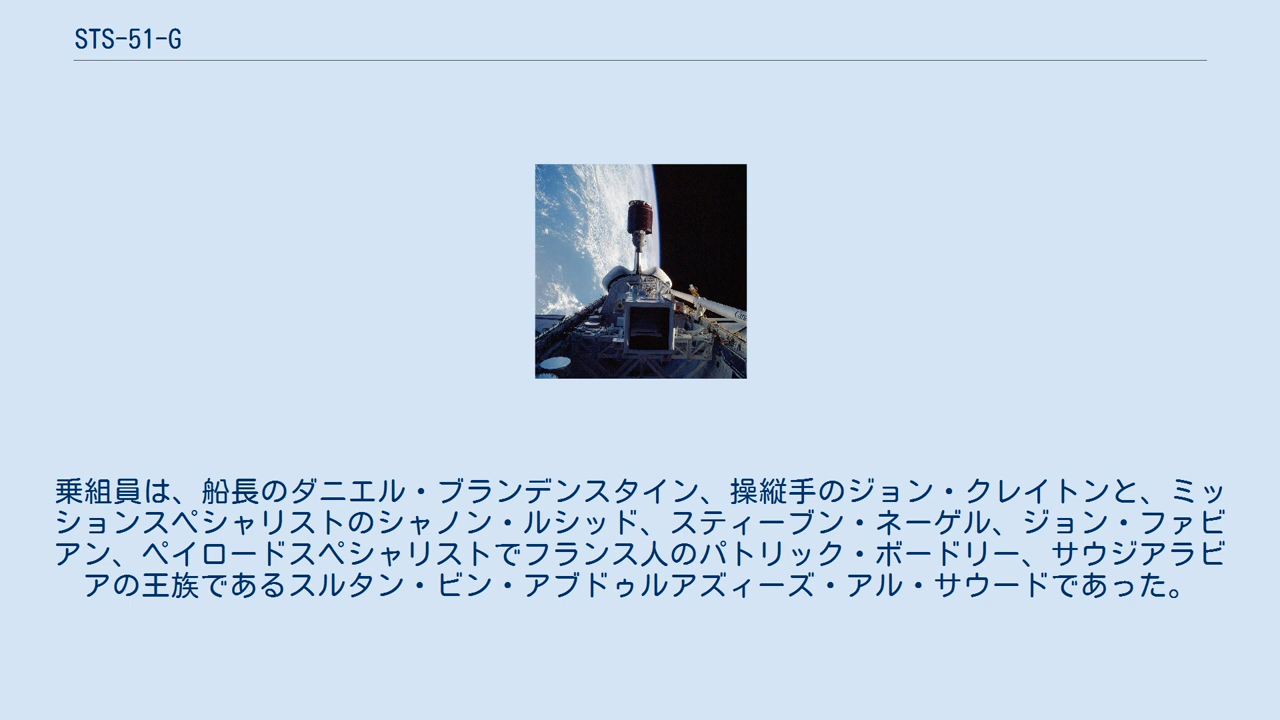 STS-51-G
乗組員は、船長のダニエル・ブランデンスタイン、操縦手のジョン・クレイトンと、ミッ
ションスペシャリストのシャノン・ルシッド、スティーブン・ネーゲル、ジョン・ファビ
アン、ペイロードスペシャリストでフランス人のパトリック・ボードリー、サウジアラビ
アの王族であるスルタン・ビン・アブドゥルアズィーズ・アル・サウードであった。